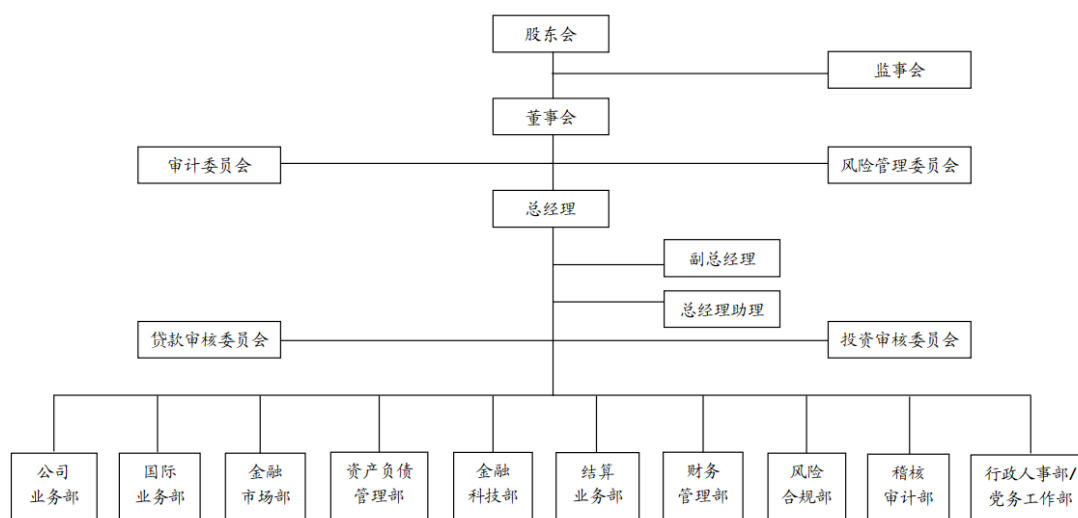 股东会
监事会
董事会
审计委员会
风险管理委员会
总经理
副总经理
总经理助理
贷款审核委员会
投资审核委员会
公司
业务部
国际
业务部
金融
市场部
资产负债
管理部
金融
科技部
结算
业务部
财务
管理部
风险
合规部
稽核
审计部
行政人事部/
党务工作部